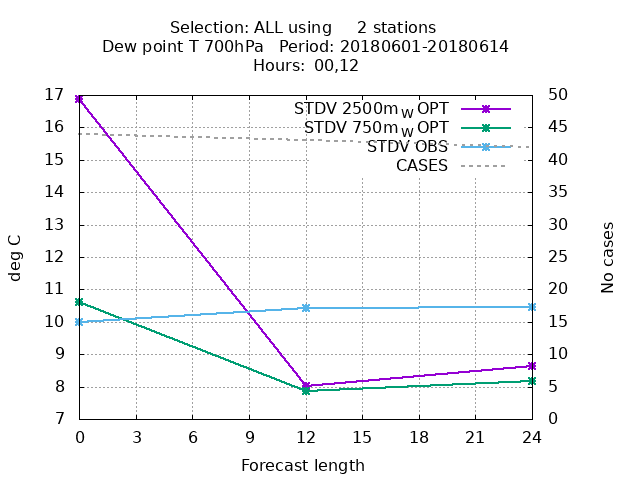 Selection: ALL using     2 stations
Dew point T 700hPa   Period: 20180601-20180614
Hours:  00,12
17
16
15
14
13
12
11
10
9
8
7
50
45
40
35
30
25
20
15
10
5
0
STDV 2500m W OPT
STDV 750m W OPT
STDV OBS
CASES
deg C
No cases
0 3 6 9 12 15 18 21 24
Forecast length